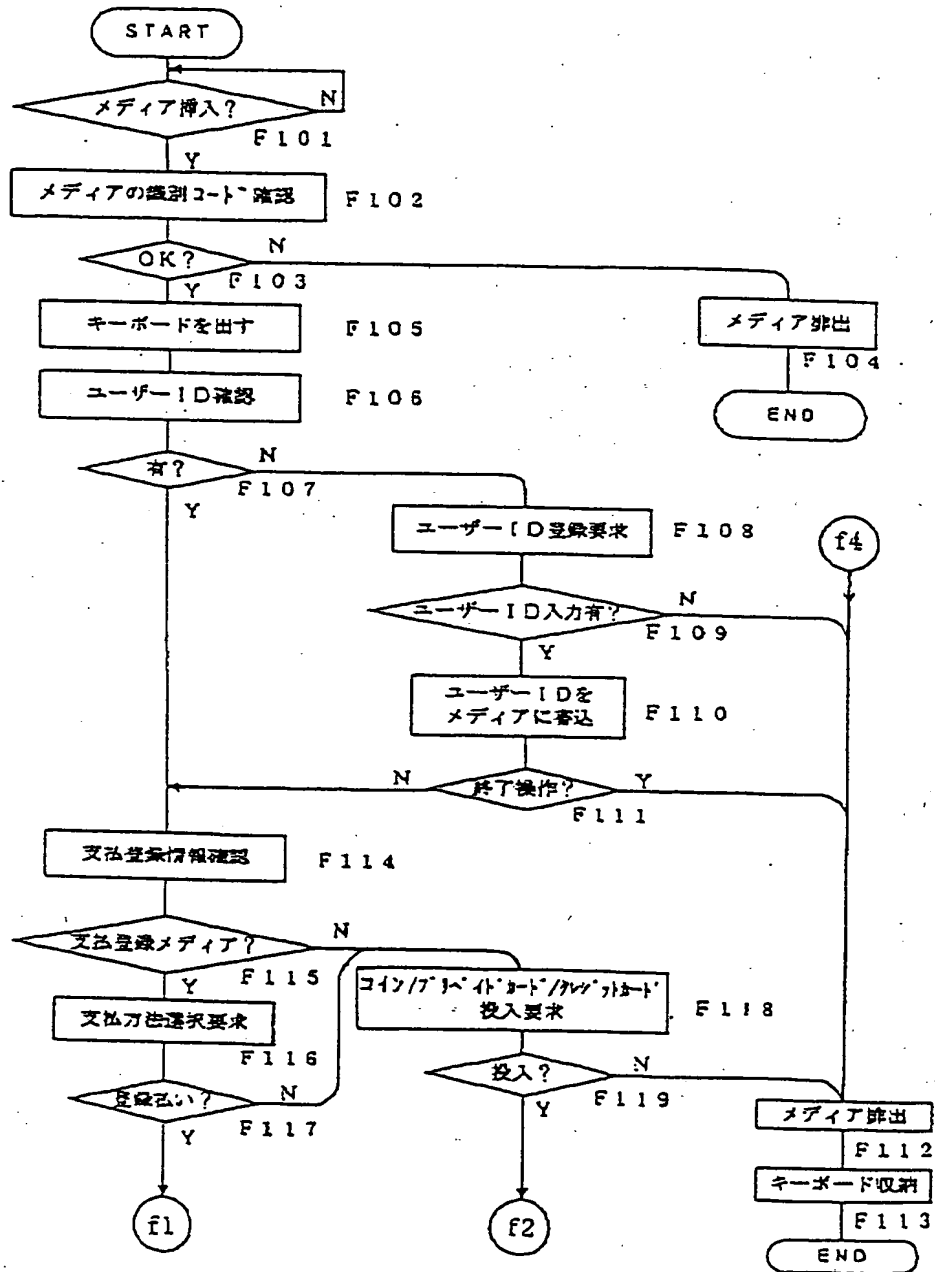 START
メディア挿入?
N
F101
Y
メディアの識別コード確認
F102
OK?
N
F103
Y
キーボードを出す
F105
メディア排出
F104
ユーザーID確認
F106
END
有?
N
F107
Y
ユーザーID登録要求
F108
f4
ユーザーID入力有?
N
F109
Y
ユーザーIDを
メディアに書込
F110
N
終了操作?
Y
F111
支払登録情報確認
F114
支払登録メディア?
N
F115
Y
コイン/プリペイドカード/クレジットカード
投入要求
F118
支払方法選択要求
F116
投入?
N
F119
Y
登録払い?
N
F117
Y
メディア排出
F112
キーボード収納
F113
f1
f2
END